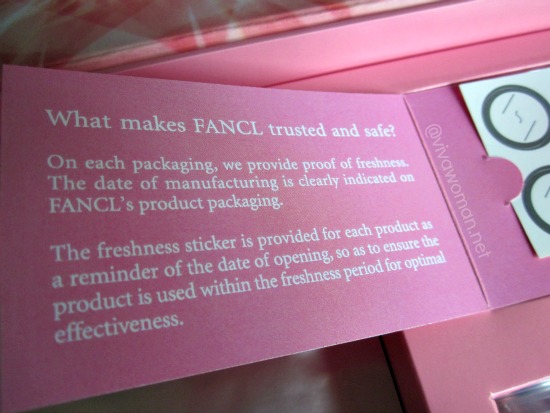 What makes FANCL trusted and safe?
On each packaging, we provide proof of freshness.
The date of manufacturing is clearly indicated on
FANCL's product packaging.
The freshness sticker is provided for each product as
a reminder of the date of opening, so as to ensure the
product is used within the freshness period for optimal
effectiveness.
@vivawoman.net